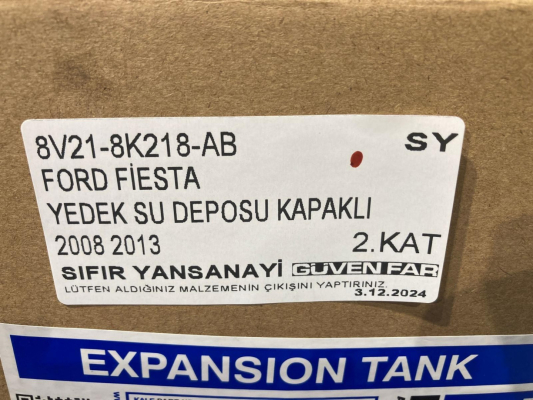 8V21-8K218-AB SY
FORD FİESTA
YEDEK SU DEPOSU KAPAKLI
2008 2013 2.KAT
SIFIR YANSANAYİ GÜVEN FAR
LÜTFEN ALDIĞINIZ MALZEMENİN ÇIKIŞINI YAPTIRINIZ.
3.12.2024
EXPANSION TANK